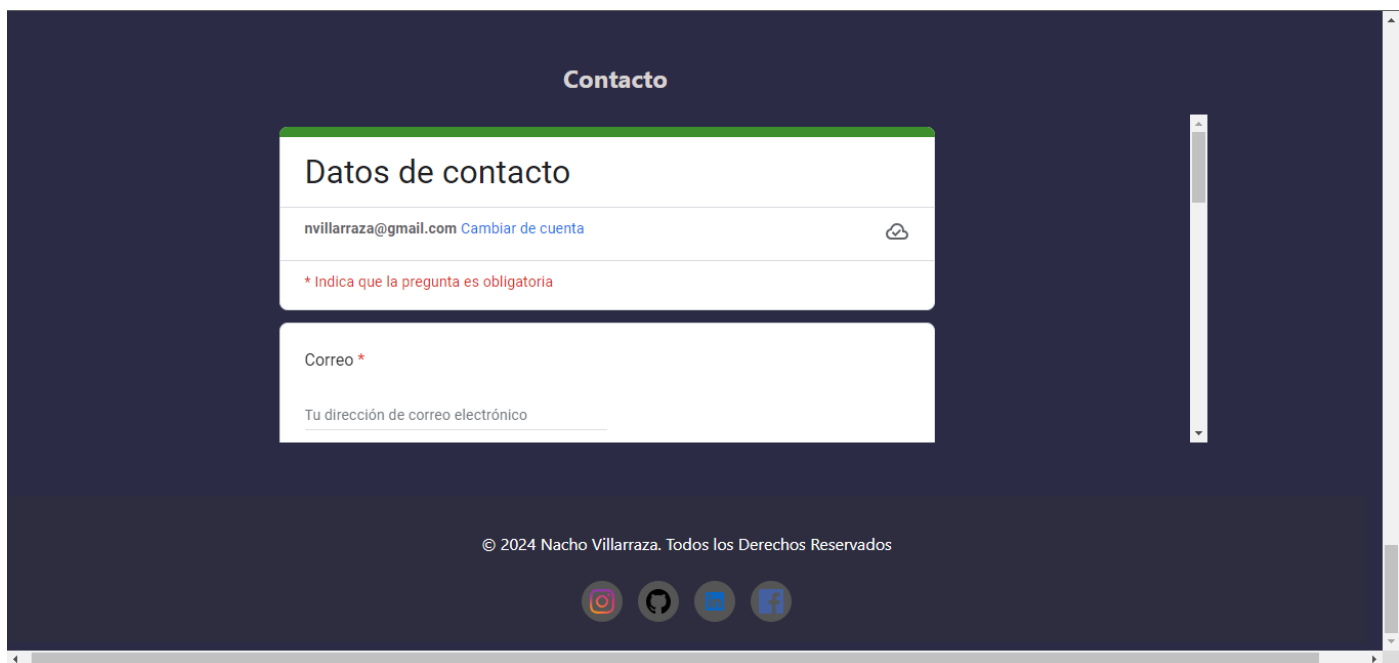 Contacto
Datos de contacto
nvillarraza@gmail.com Cambiar de cuenta
* Indica que la pregunta es obligatoria
Correo *
Tu dirección de correo electrónico
© 2024 Nacho Villarraza. Todos los Derechos Reservados